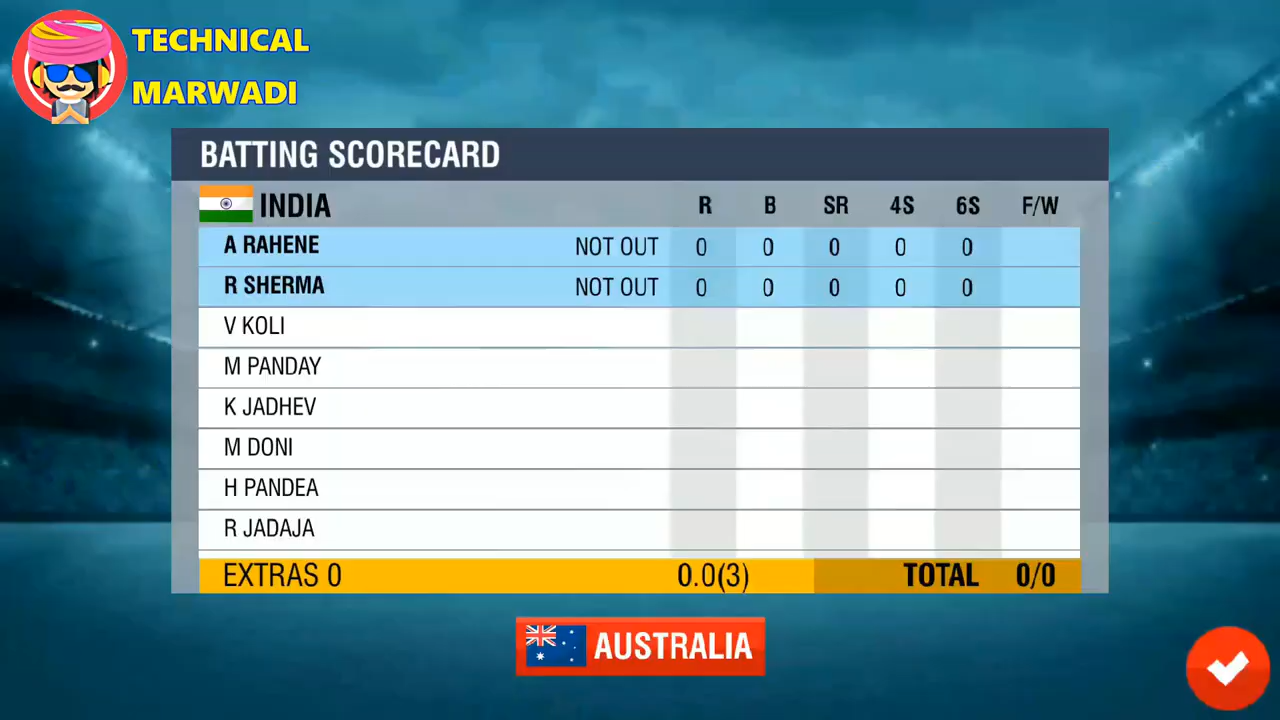 TECHNICAL
MARWADI
BATTING SCORECARD
INDIA R B SR 4S 6S F/W
A RAHENE NOT OUT 0 0 0 0 0
R SHERMA NOT OUT 0 0 0 0 0
V KOLI
M PANDAY
K JADHEV
M DONI
H PANDEA
R JADAJA
EXTRAS 0 0.0(3) TOTAL 0/0
AUSTRALIA